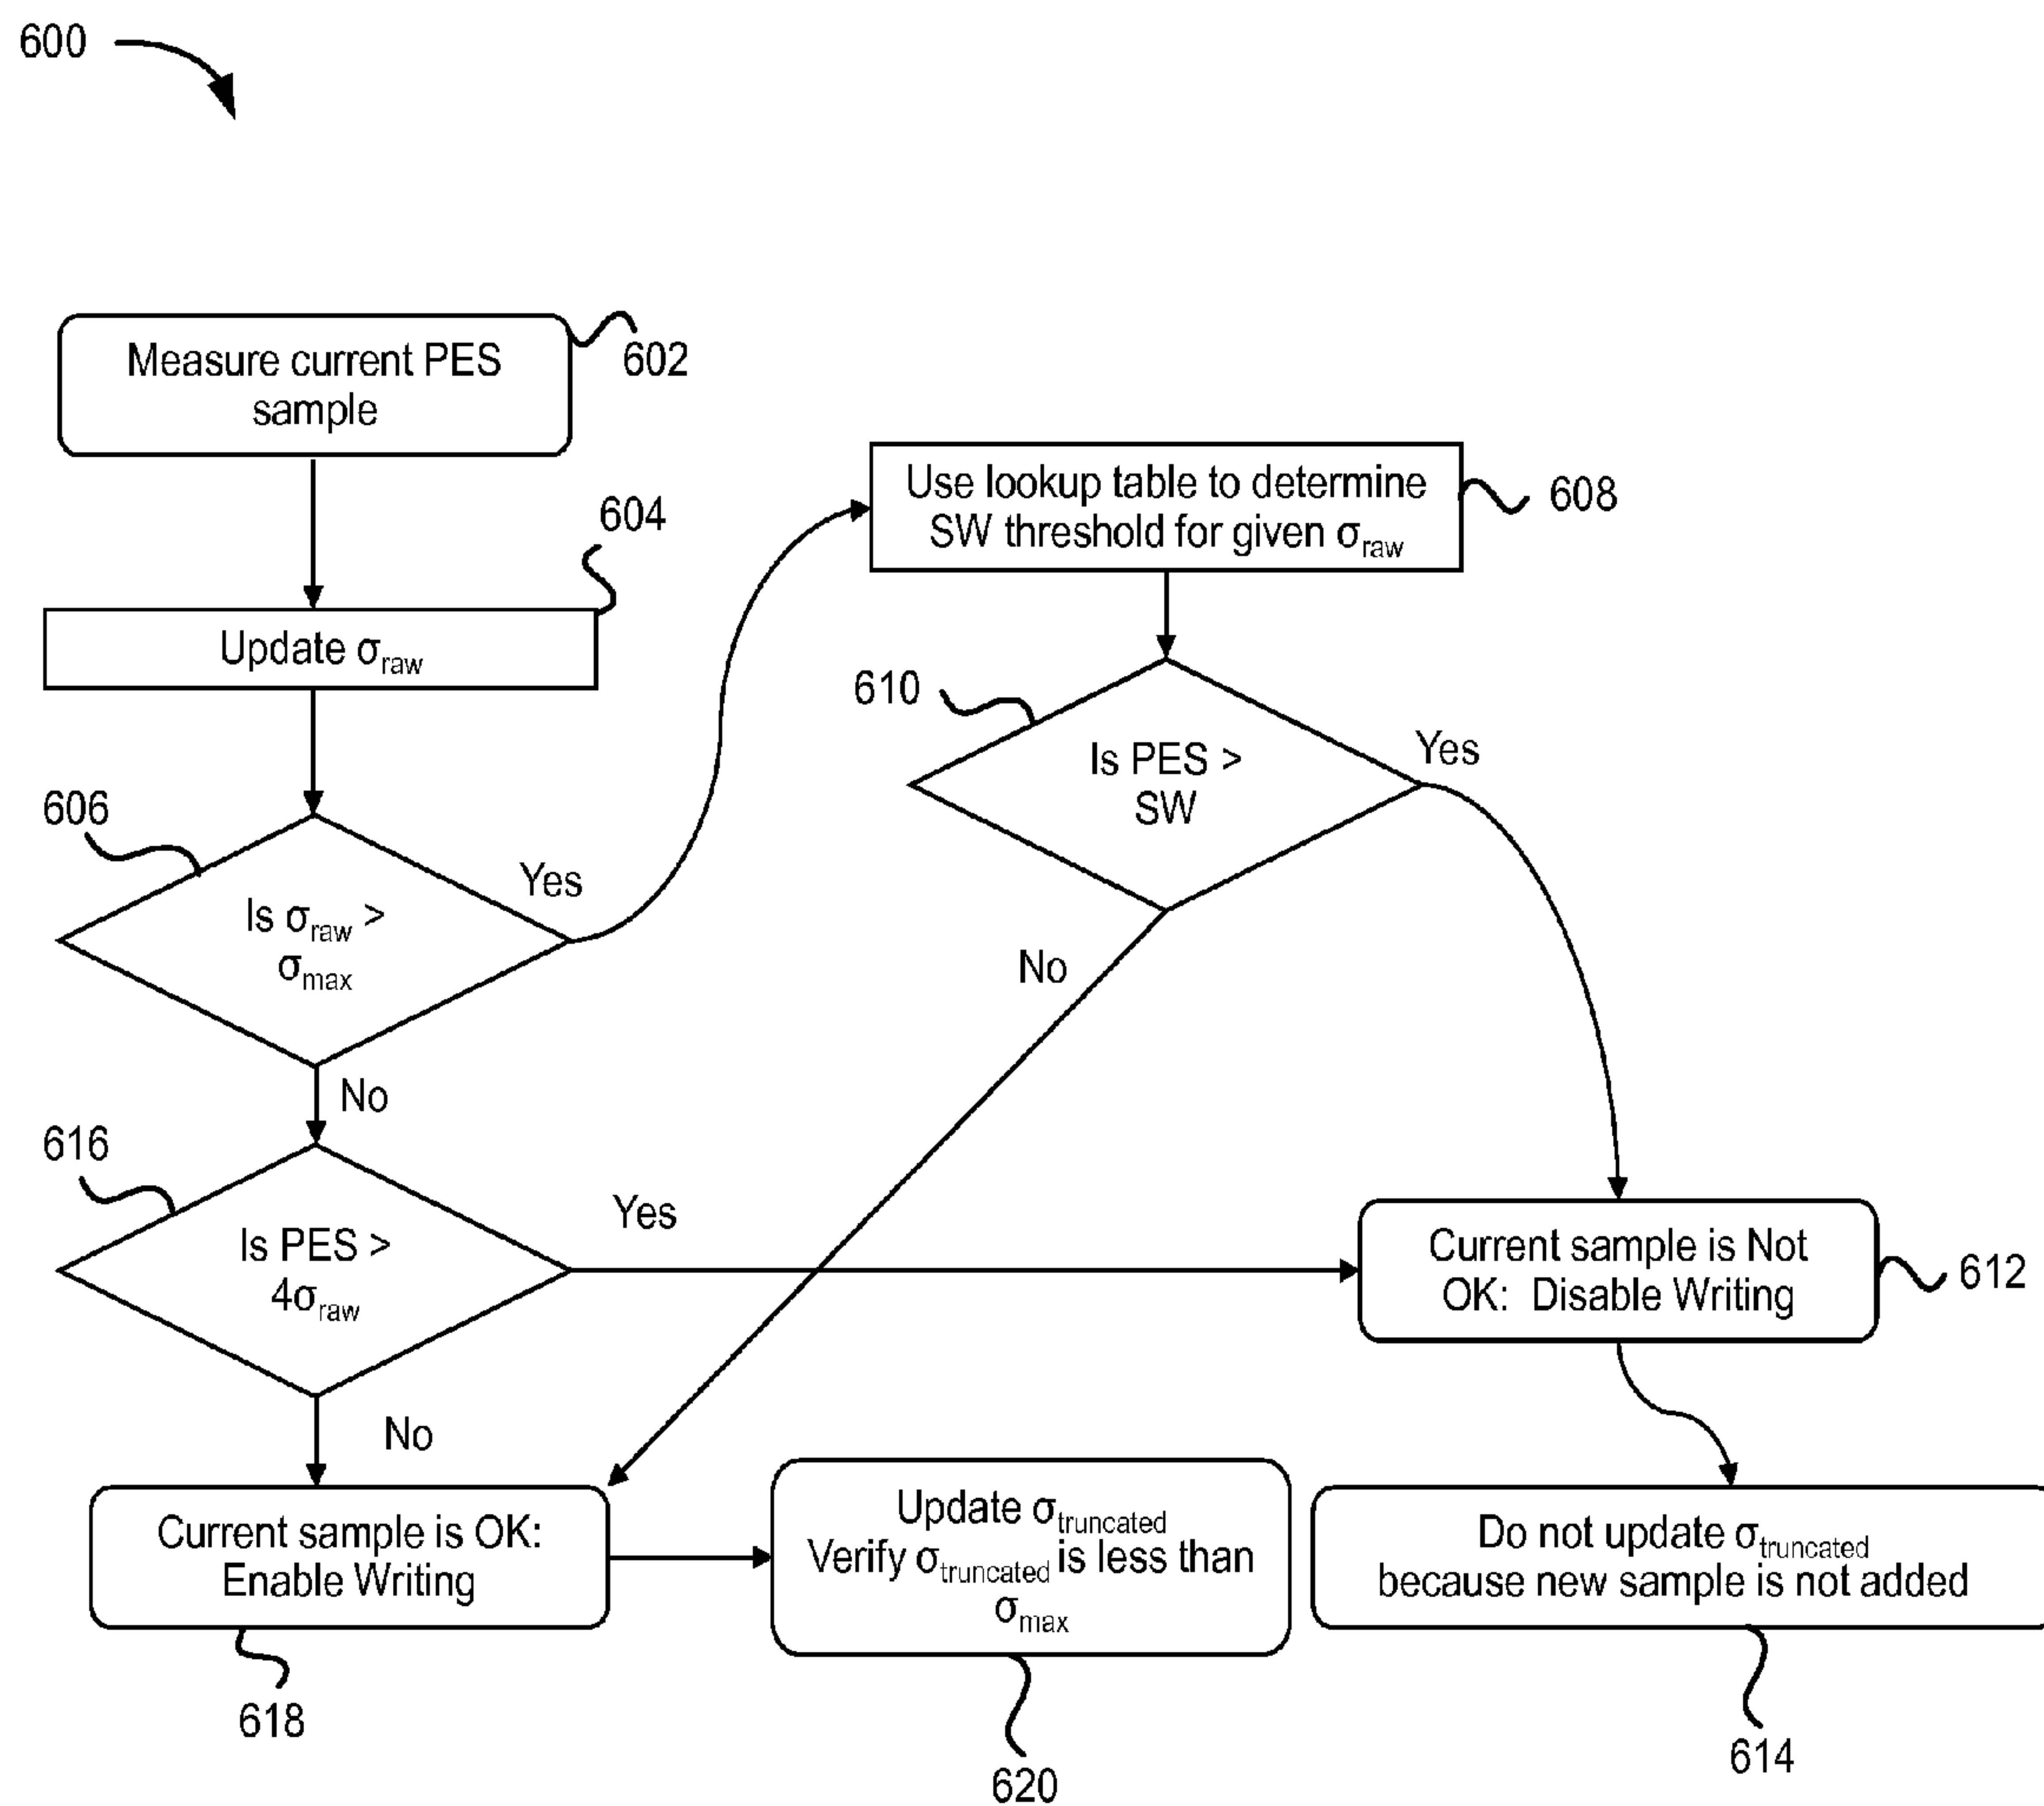 600
Measure current PES
sample
602
604
Update σraw
Use lookup table to determine
SW threshold for given σraw
608
606
Is σraw >
σmax
Yes
No
610
Is PES >
SW
Yes
No
616
Is PES >
4σraw
Yes
No
Current sample is Not
OK:  Disable Writing
612
Current sample is OK:
Enable Writing
618
Update σtruncated
Verify σtruncated is less than
σmax
620
Do not update σtruncated
because new sample is not added
614